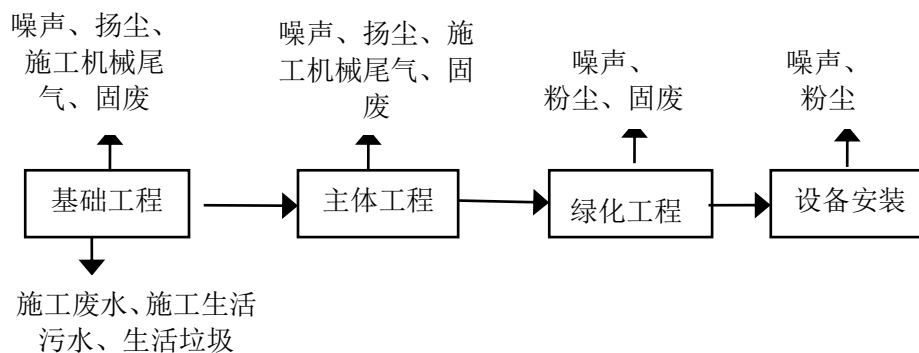 噪声、扬尘、
施工机械尾
气、固废
噪声、扬尘、施
工机械尾气、固
废
噪声、
粉尘、固废
噪声、
粉尘
基础工程
主体工程
绿化工程
设备安装
施工废水、施工生活
污水、生活垃圾